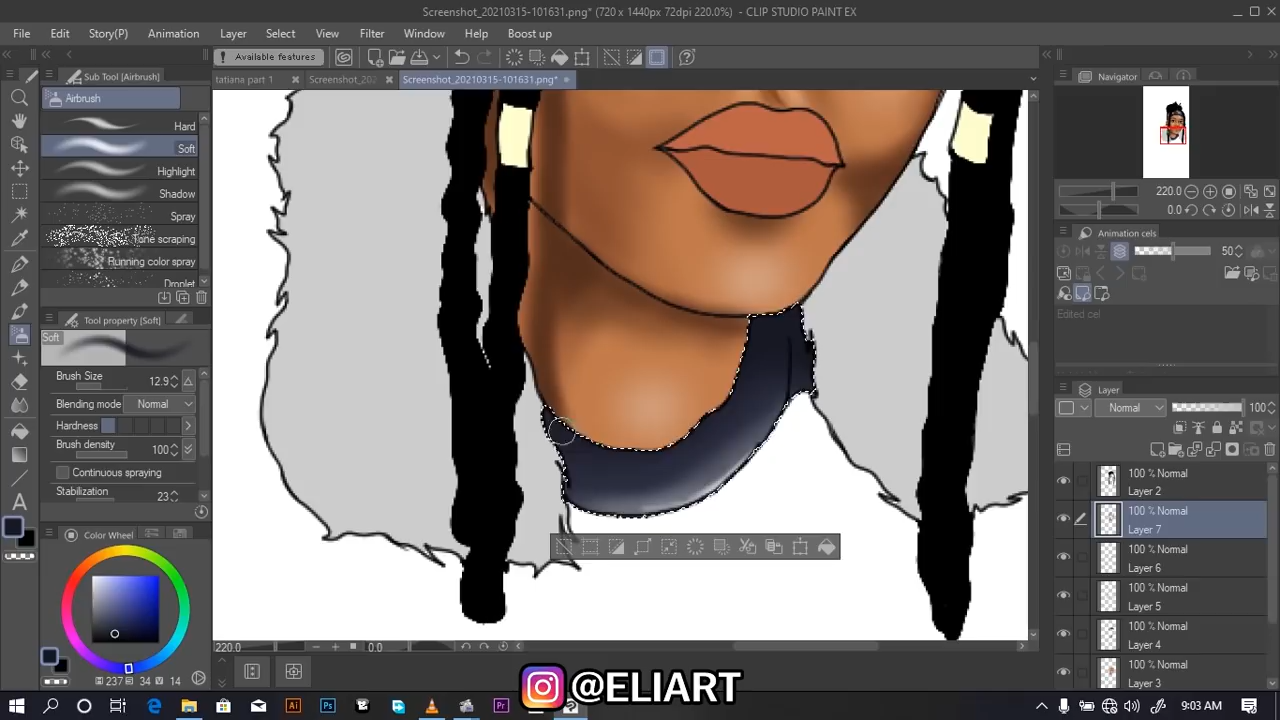 Screenshot_20210315-101631.png* (720 x 1440px 72dpi 220.0%) - CLIP STUDIO PAINT EX
File Edit Story(P) Animation Layer Select View Filter Window Help Boost up
Available features
Sub Tool [Airbrush]
tatiana part 1 Screenshot_202 Screenshot_20210315-101631.png*
Navigator
Airbrush
Hard
Soft
Highlight
Shadow
Spray
Tone scraping
Running color spray
Droplet
Tool property [Soft]
Soft
Brush Size 12.9
Blending mode Normal
Hardness
Brush density 100
Continuous spraying
Stabilization 23
Color Wheel
237 34 14
H S V
220.0
0.0
Animation cels
50
Edited cel
Layer
Normal 100
100 % Normal
Layer 2
100 % Normal
Layer 7
100 % Normal
Layer 6
100 % Normal
Layer 5
100 % Normal
Layer 4
100 % Normal
Layer 3
220.0 0.0
@ELIART
Ai Ps Pr
9:03 AM